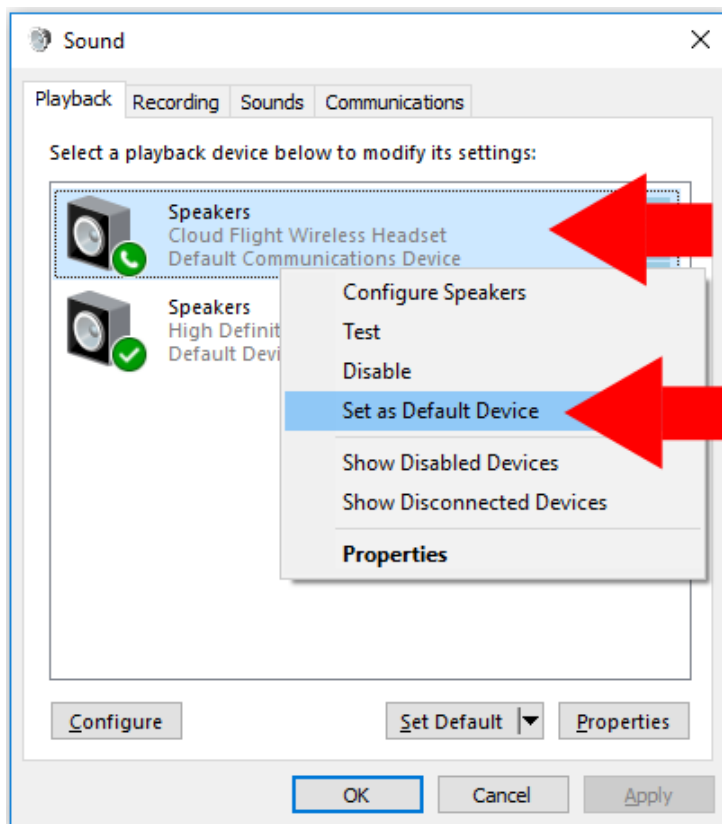 Sound
Playback Recording Sounds Communications
Select a playback device below to modify its settings:
Speakers
Cloud Flight Wireless Headset
Default Communications Device
Speakers
High Definit
Default Devi
Configure Speakers
Test
Disable
Set as Default Device
Show Disabled Devices
Show Disconnected Devices
Properties
Configure Set Default Properties
OK Cancel Apply